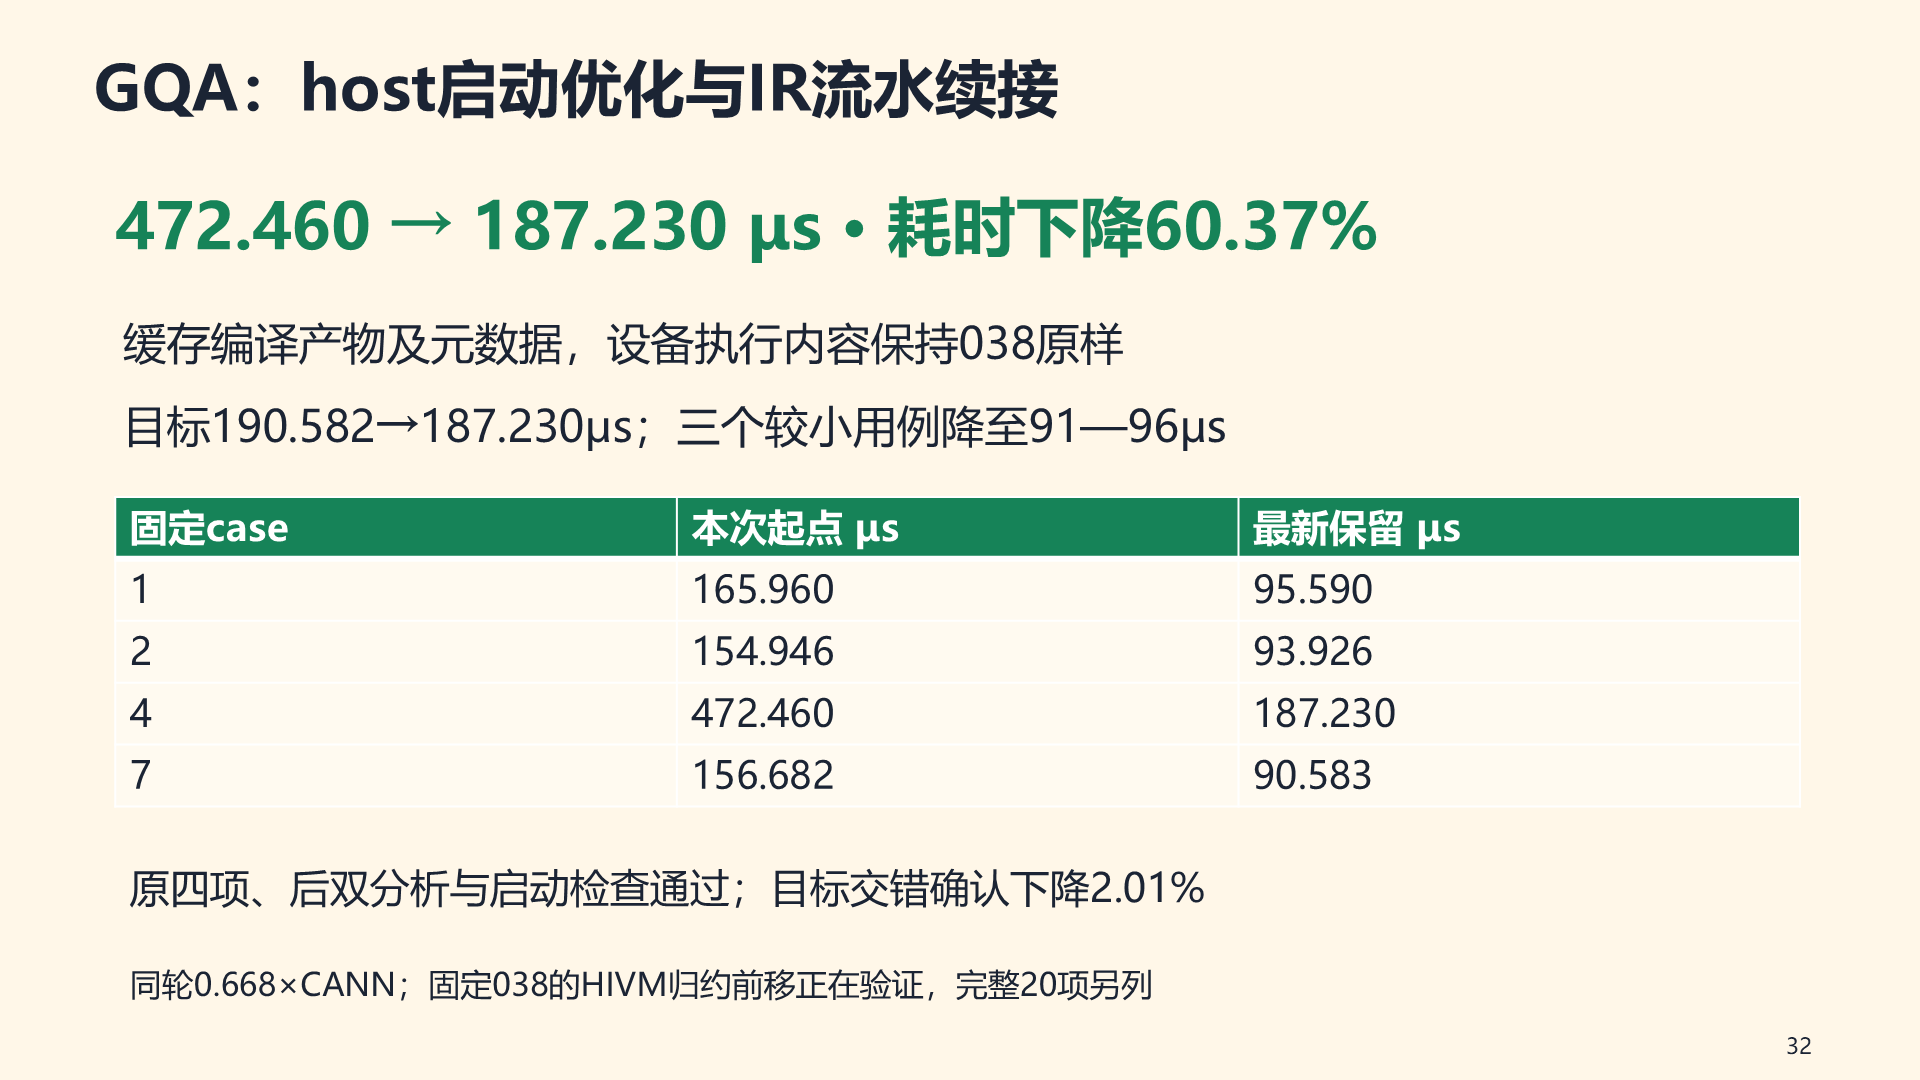 GQA：host启动优化与IR流水续接
472.460 → 187.230 µs • 耗时下降60.37%
缓存编译产物及元数据，设备执行内容保持038原样
目标190.582→187.230µs；三个较小用例降至91—96µs
固定case 本次起点 µs 最新保留 µs
1 165.960 95.590
2 154.946 93.926
4 472.460 187.230
7 156.682 90.583
原四项、后双分析与启动检查通过；目标交错确认下降2.01%
同轮0.668×CANN；固定038的HIVM归约前移正在验证，完整20项另列
32